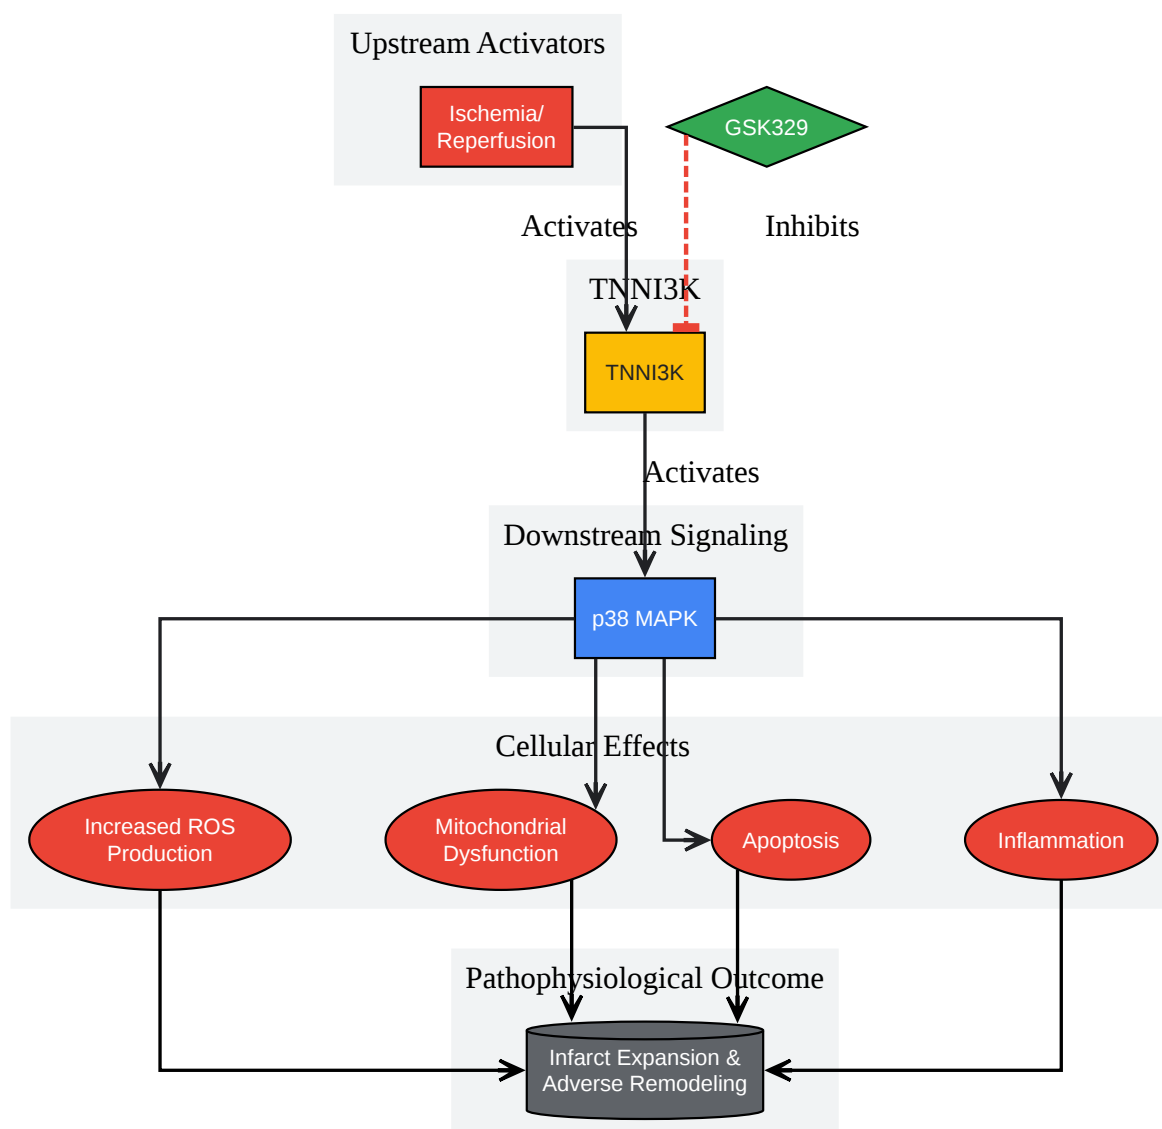 Upstream Activators
Ischemia/
Reperfusion
GSK329
Activates
Inhibits
TNNI3K
TNNI3K
Activates
Downstream Signaling
p38 MAPK
Cellular Effects
Increased ROS
Production
Mitochondrial
Dysfunction
Apoptosis
Inflammation
Pathophysiological Outcome
Infarct Expansion &
Adverse Remodeling